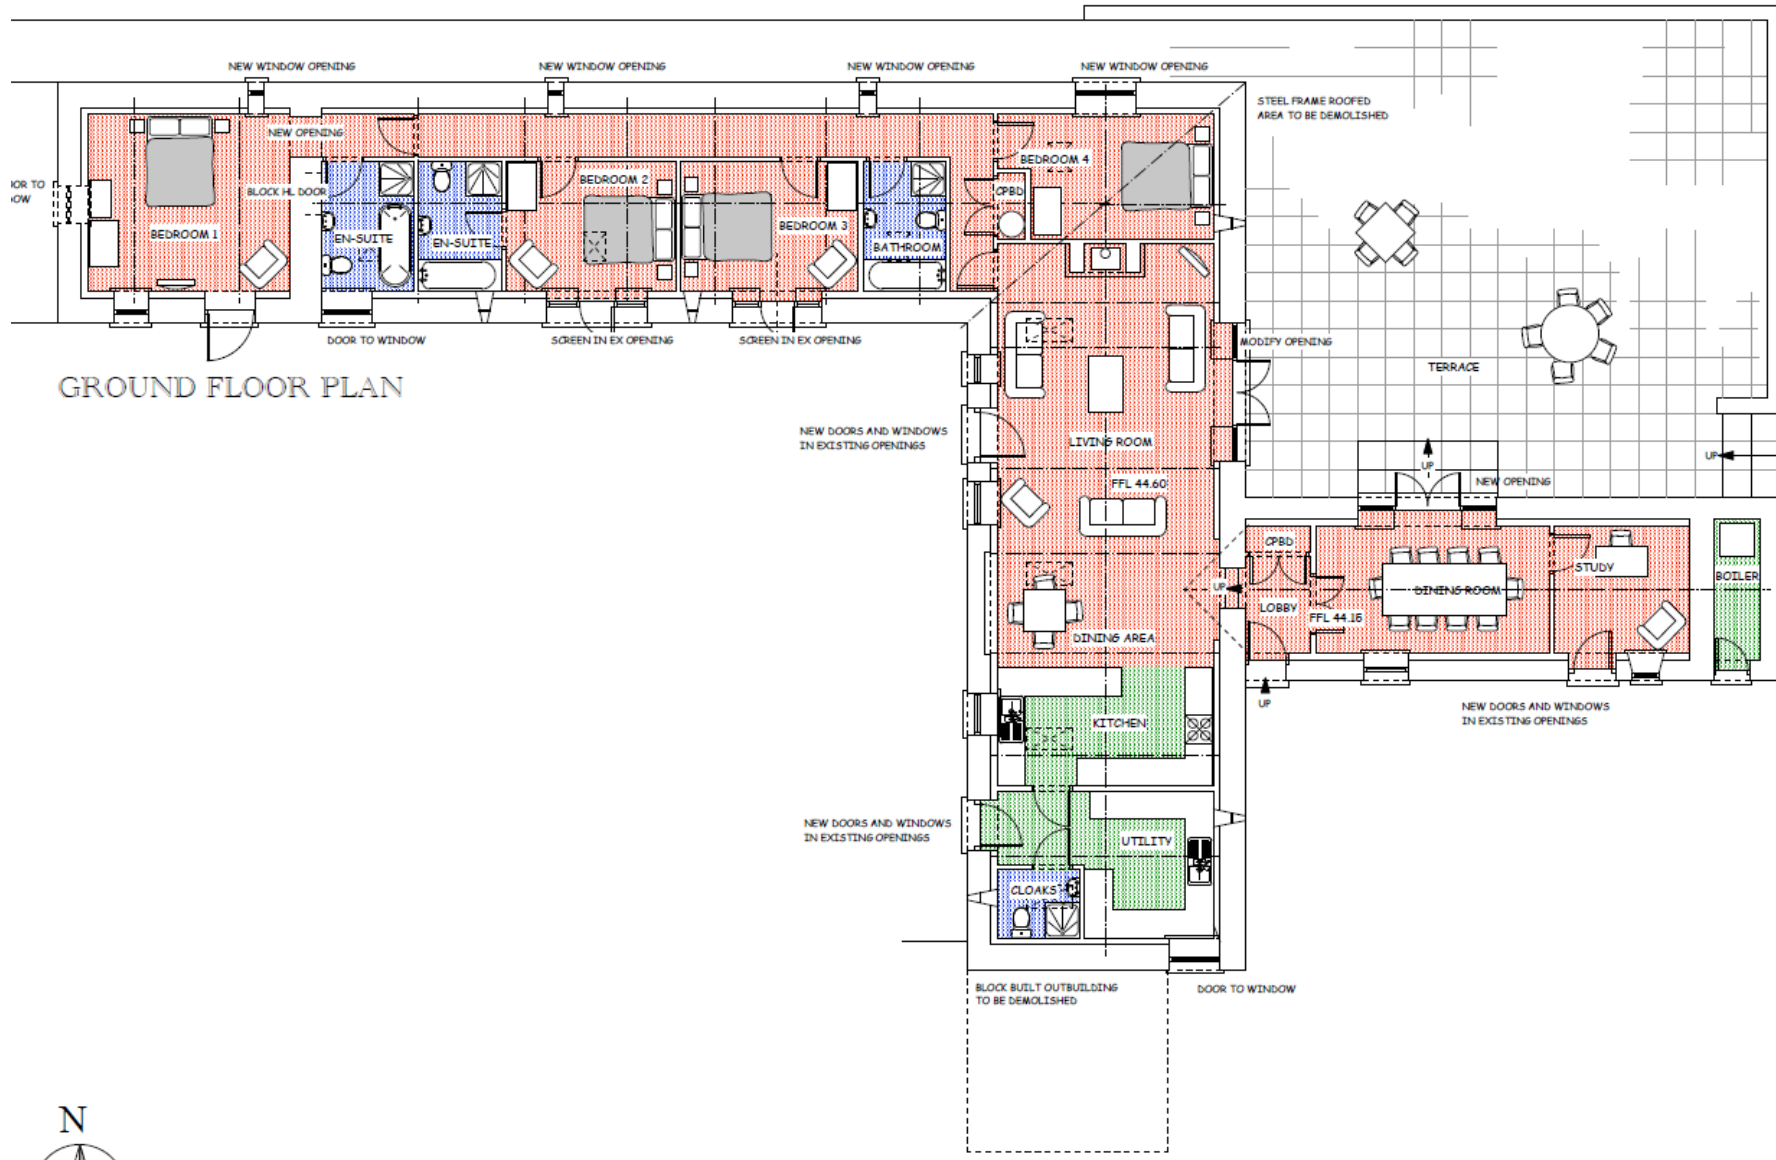 NEW WINDOW OPENING
NEW WINDOW OPENING
NEW WINDOW OPENING
NEW WINDOW OPENING
STEEL FRAME ROOFED
AREA TO BE DEMOLISHED
NEW OPENING
BEDROOM 4
BEDROOM 2
CPBD
BLOCK HL DOOR
TO
BEDROOM 1
EN-SUITE
EN-SUITE
BEDROOM 3
BATHROOM
DOOR TO WINDOW
SCREEN IN EX OPENING
SCREEN IN EX OPENING
MODIFY OPENING
TERRACE
GROUND FLOOR PLAN
NEW DOORS AND WINDOWS
IN EXISTING OPENINGS
LIVING ROOM
UP
UP
FFL 44.60
NEW OPENING
CPBD
STUDY
BOILER
UP
DINING ROOM
LOBBY
FFL 44.15
DINING AREA
UP
NEW DOORS AND WINDOWS
IN EXISTING OPENINGS
KITCHEN
NEW DOORS AND WINDOWS
IN EXISTING OPENINGS
UTILITY
CLOAKS
BLOCK BUILT OUTBUILDING
TO BE DEMOLISHED
DOOR TO WINDOW
N